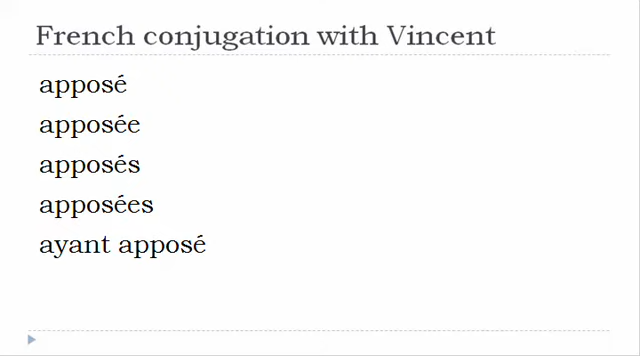 French conjugation with Vincent
apposé
apposée
apposés
apposées
ayant apposé